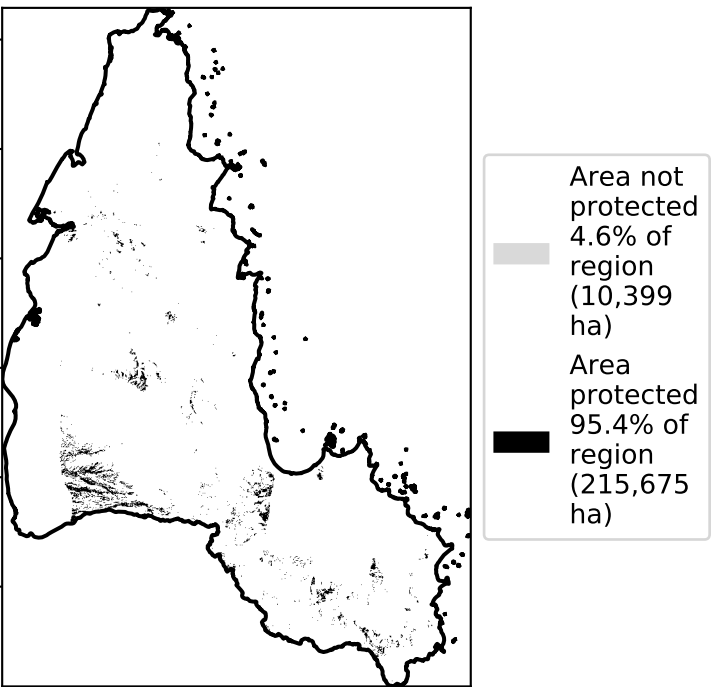 Area not
protected
4.6% of
region
(10,399
ha)
Area
protected
95.4% of
region
(215,675
ha)